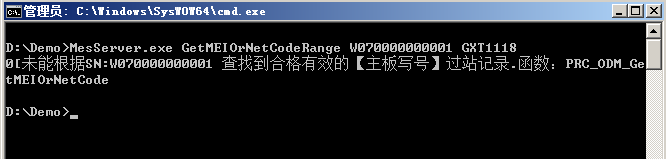 管理员: C:\Windows\SysWOW64\cmd.exe
D:\Demo>MesServer.exe GetMEIOrNetCodeRange W070000000001 GXT1118
0[未能根据SN:W070000000001 查找到合格有效的【主板写号】过站记录.函数：PRC_ODM_Ge
tMEIOrNetCode
D:\Demo>_